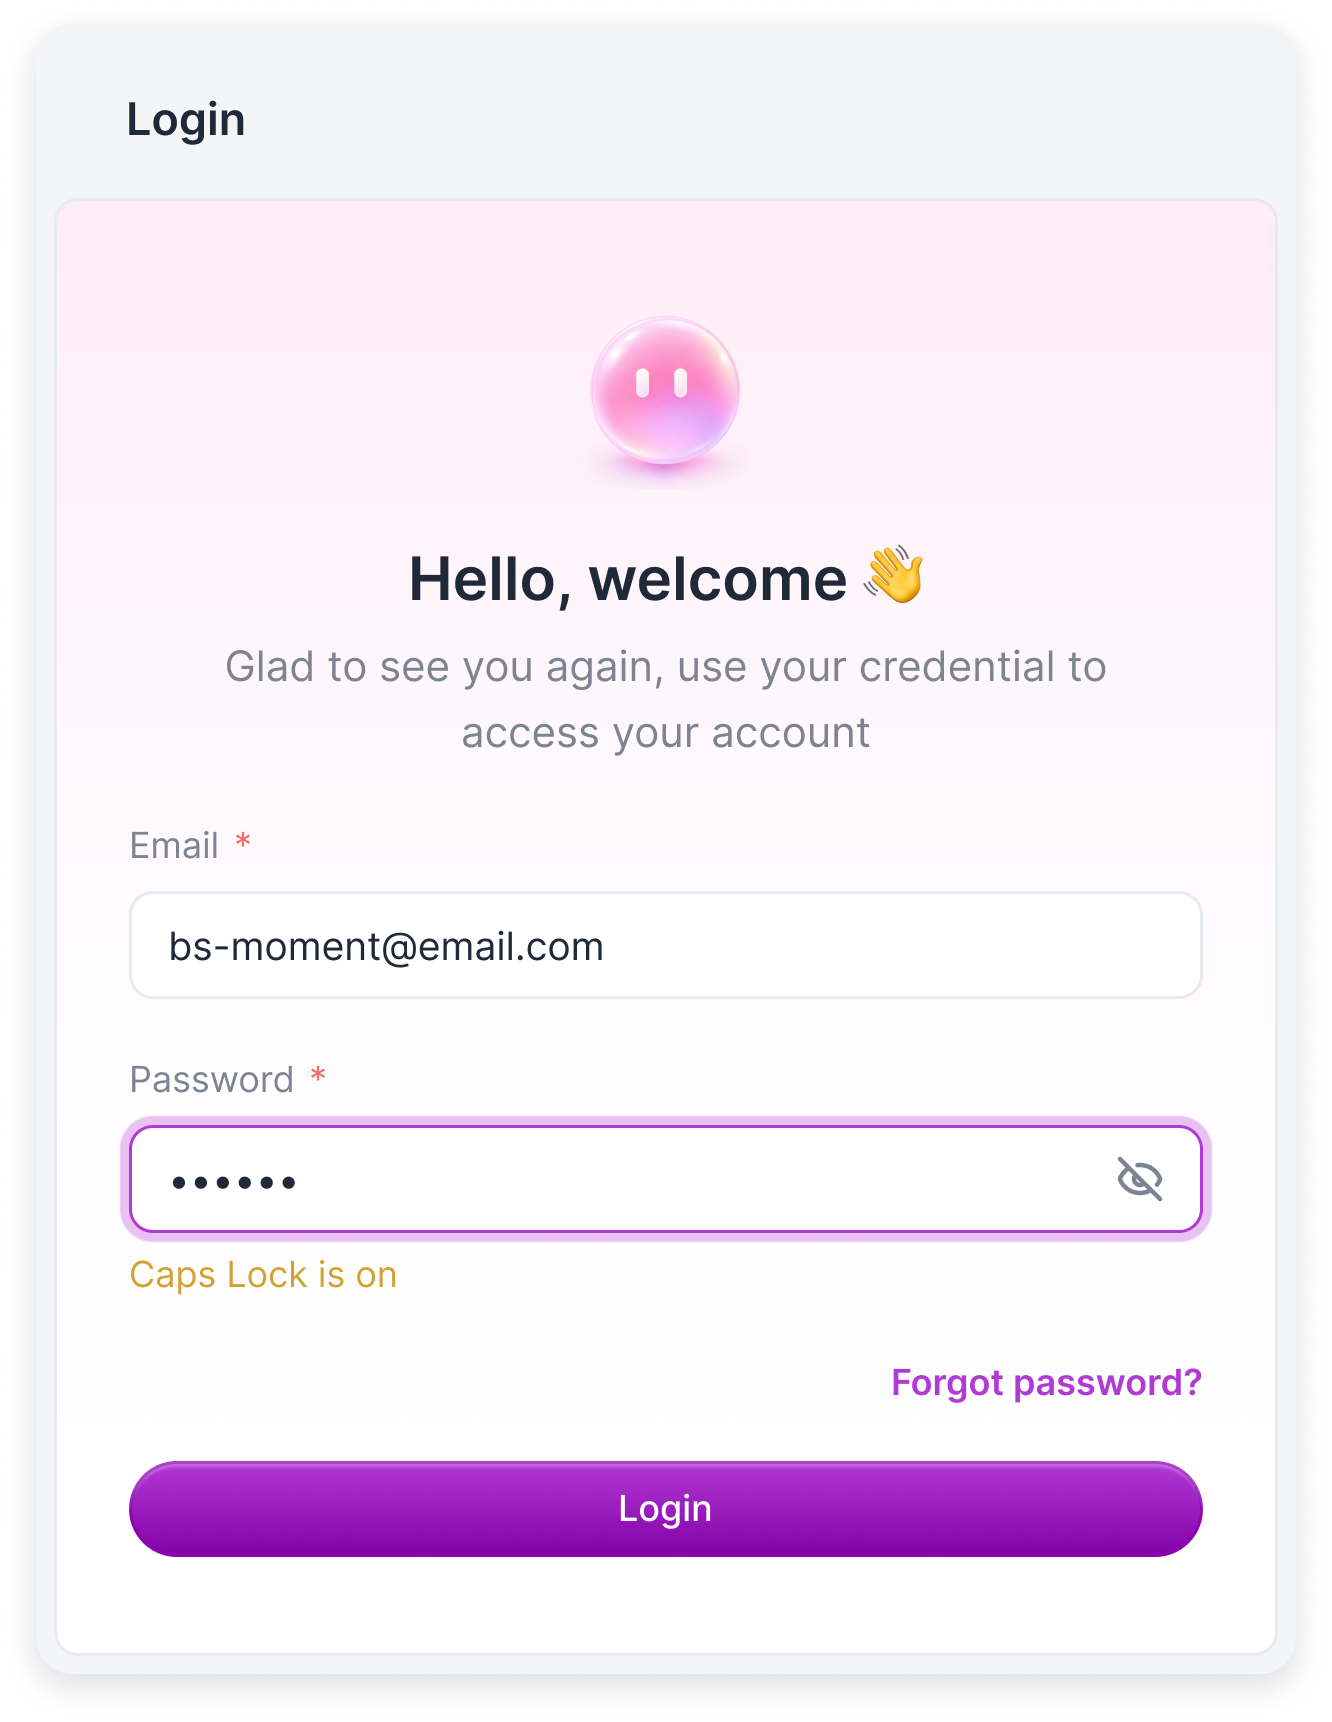 Login
Hello, welcome 👋
Glad to see you again, use your credential to
access your account
Email *
bs-moment@email.com
Password *
••••••
Caps Lock is on
Forgot password?
Login